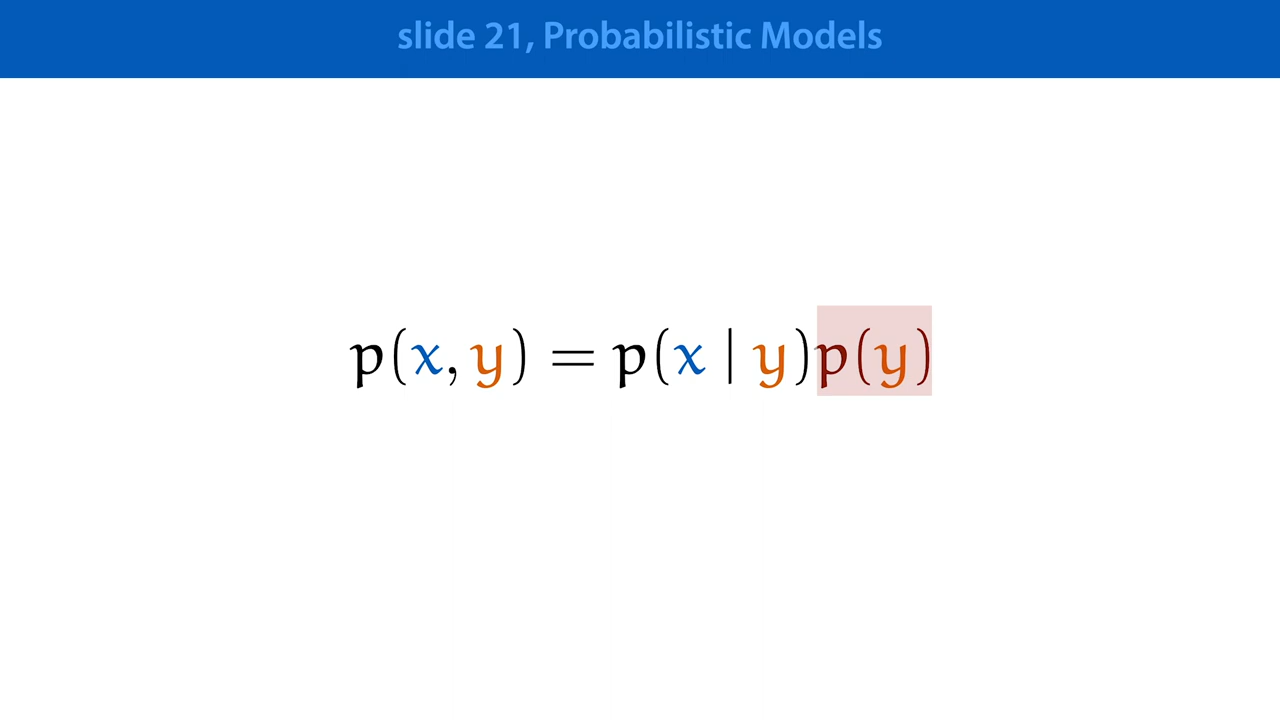 slide 21, Probabilistic Models
p(x, y) = p(x | y)p(y)